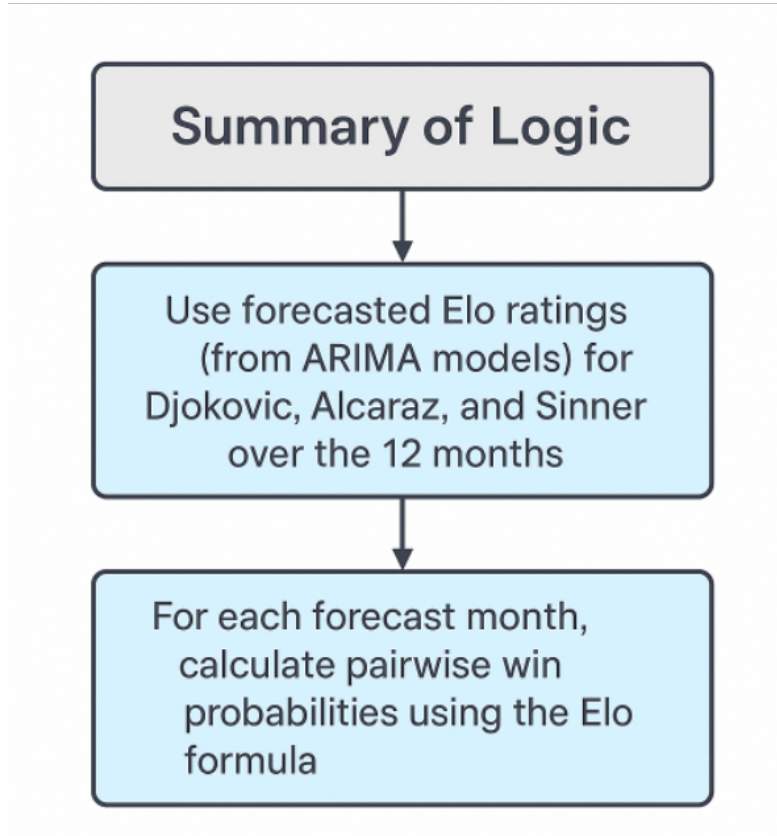 Summary of Logic
Use forecasted Elo ratings
(from ARIMA models) for
Djokovic, Alcaraz, and Sinner
over the 12 months
For each forecast month,
calculate pairwise win
probabilities using the Elo
formula